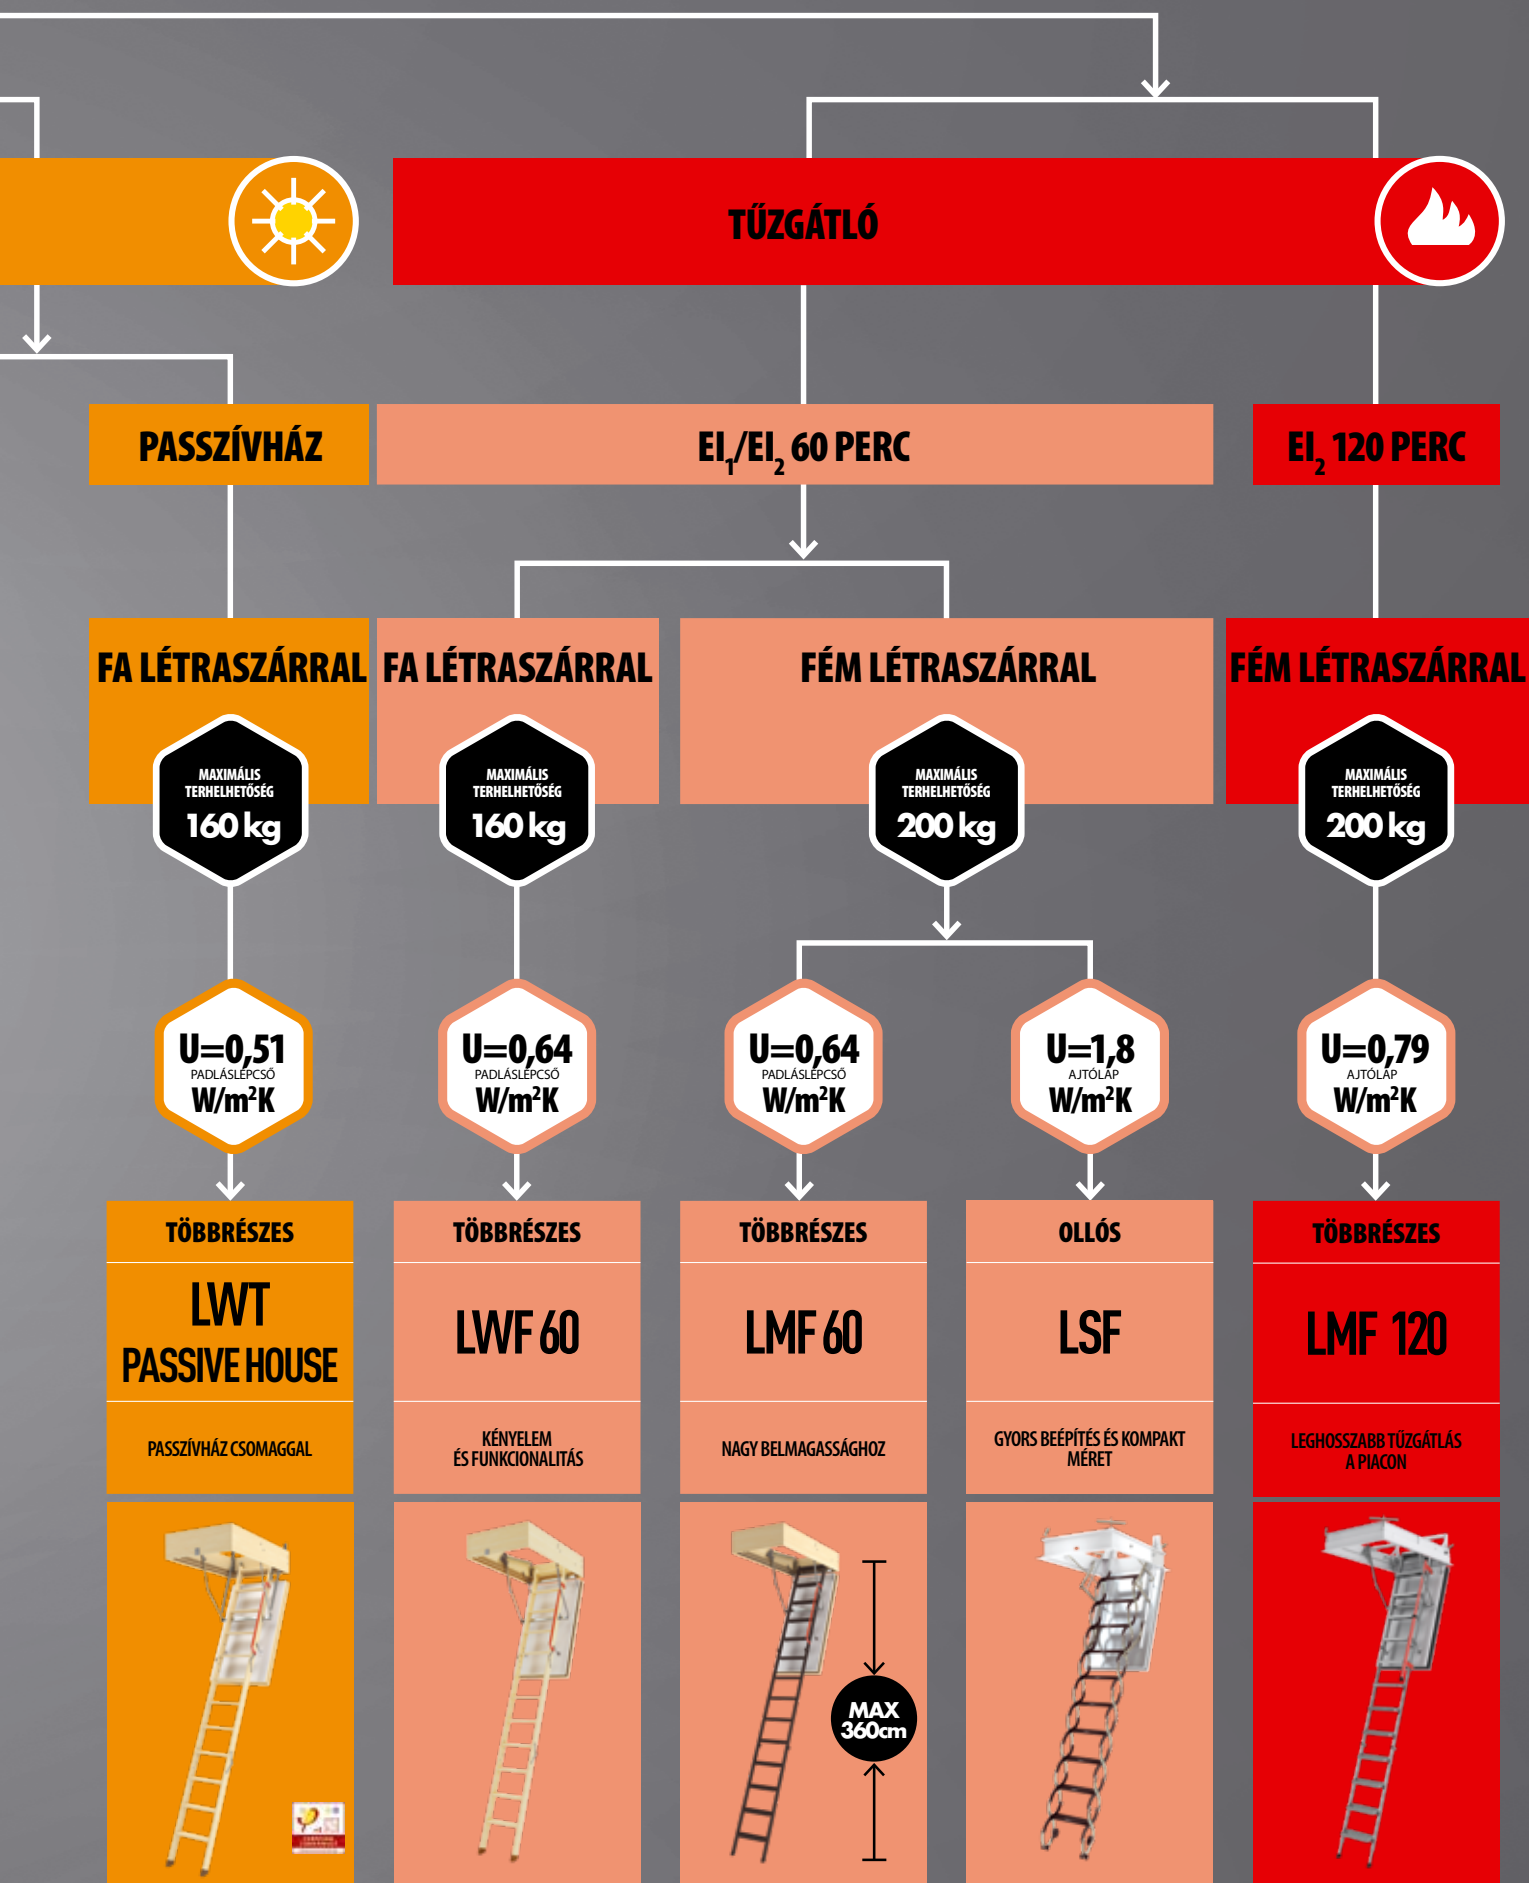 TŰZGÁTLÓ
PASSZÍVHÁZ
EI₁/EI₂ 60 PERC
EI₂ 120 PERC
FA LÉTRASZÁRRAL
FA LÉTRASZÁRRAL
FÉM LÉTRASZÁRRAL
FÉM LÉTRASZÁRRAL
MAXIMÁLIS
TERHELHETŐSÉG
160 kg
MAXIMÁLIS
TERHELHETŐSÉG
160 kg
MAXIMÁLIS
TERHELHETŐSÉG
200 kg
MAXIMÁLIS
TERHELHETŐSÉG
200 kg
U=0,51
PADLÁSLÉPCSŐ
W/m²K
U=0,64
PADLÁSLÉPCSŐ
W/m²K
U=0,64
PADLÁSLÉPCSŐ
W/m²K
U=1,8
AJTÓLAP
W/m²K
U=0,79
AJTÓLAP
W/m²K
TÖBBRÉSZES
LWT
PASSIVE HOUSE
PASSZÍVHÁZ CSOMAGGAL
TÖBBRÉSZES
LWF 60
KÉNYELEM
ÉS FUNKCIONALITÁS
TÖBBRÉSZES
LMF 60
NAGY BELMAGASSÁGHOZ
MAX
360cm
OLLÓS
LSF
GYORS BEÉPÍTÉS ÉS KOMPAKT
MÉRET
TÖBBRÉSZES
LMF 120
LEGHOSSZABB TŰZGÁTLÁS
A PIACON